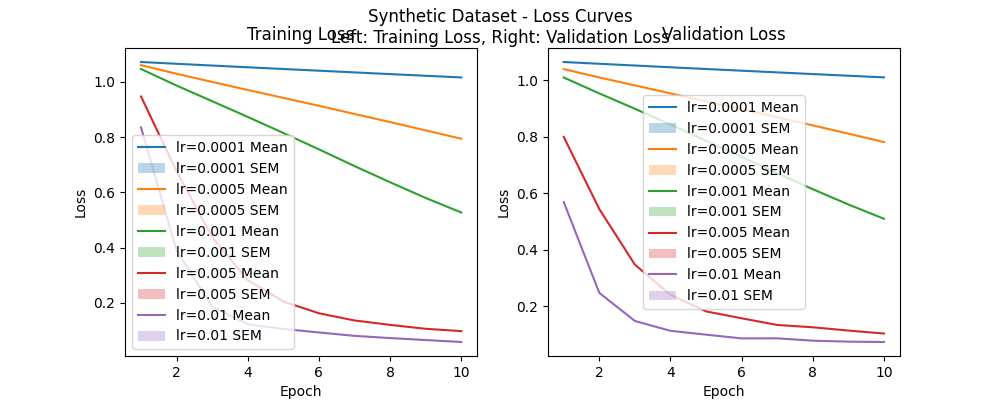 Synthetic Dataset - Loss Curves
Left: Training Loss, Right: Validation Loss
Training Loss
Loss
1.0
0.8
0.6
0.4
0.2
lr=0.0001 Mean
lr=0.0001 SEM
lr=0.0005 Mean
lr=0.0005 SEM
lr=0.001 Mean
lr=0.001 SEM
lr=0.005 Mean
lr=0.005 SEM
lr=0.01 Mean
lr=0.01 SEM
2 4 6 8 10
Epoch
Validation Loss
Loss
1.0
0.8
0.6
0.4
0.2
lr=0.0001 Mean
lr=0.0001 SEM
lr=0.0005 Mean
lr=0.0005 SEM
lr=0.001 Mean
lr=0.001 SEM
lr=0.005 Mean
lr=0.005 SEM
lr=0.01 Mean
lr=0.01 SEM
2 4 6 8 10
Epoch